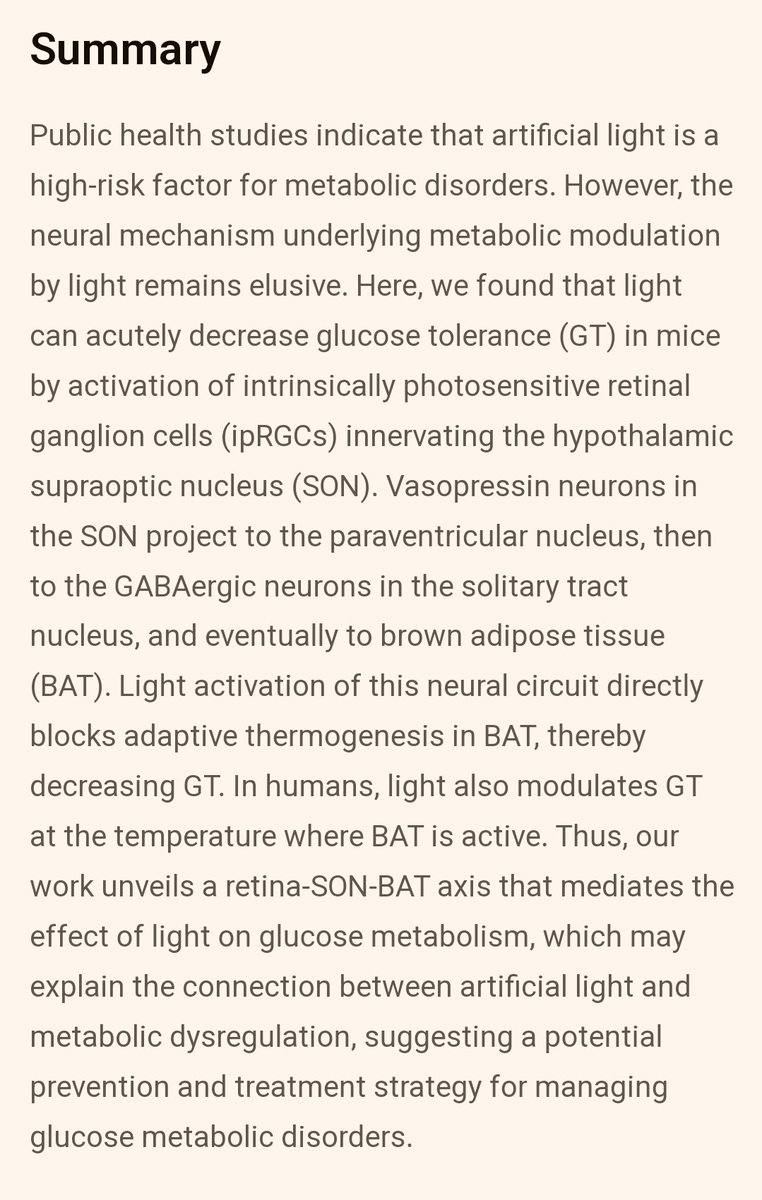 Summary
Public health studies indicate that artificial light is a
high-risk factor for metabolic disorders. However, the
neural mechanism underlying metabolic modulation
by light remains elusive. Here, we found that light
can acutely decrease glucose tolerance (GT) in mice
by activation of intrinsically photosensitive retinal
ganglion cells (ipRGCs) innervating the hypothalamic
supraoptic nucleus (SON). Vasopressin neurons in
the SON project to the paraventricular nucleus, then
to the GABAergic neurons in the solitary tract
nucleus, and eventually to brown adipose tissue
(BAT). Light activation of this neural circuit directly
blocks adaptive thermogenesis in BAT, thereby
decreasing GT. In humans, light also modulates GT
at the temperature where BAT is active. Thus, our
work unveils a retina-SON-BAT axis that mediates the
effect of light on glucose metabolism, which may
explain the connection between artificial light and
metabolic dysregulation, suggesting a potential
prevention and treatment strategy for managing
glucose metabolic disorders.